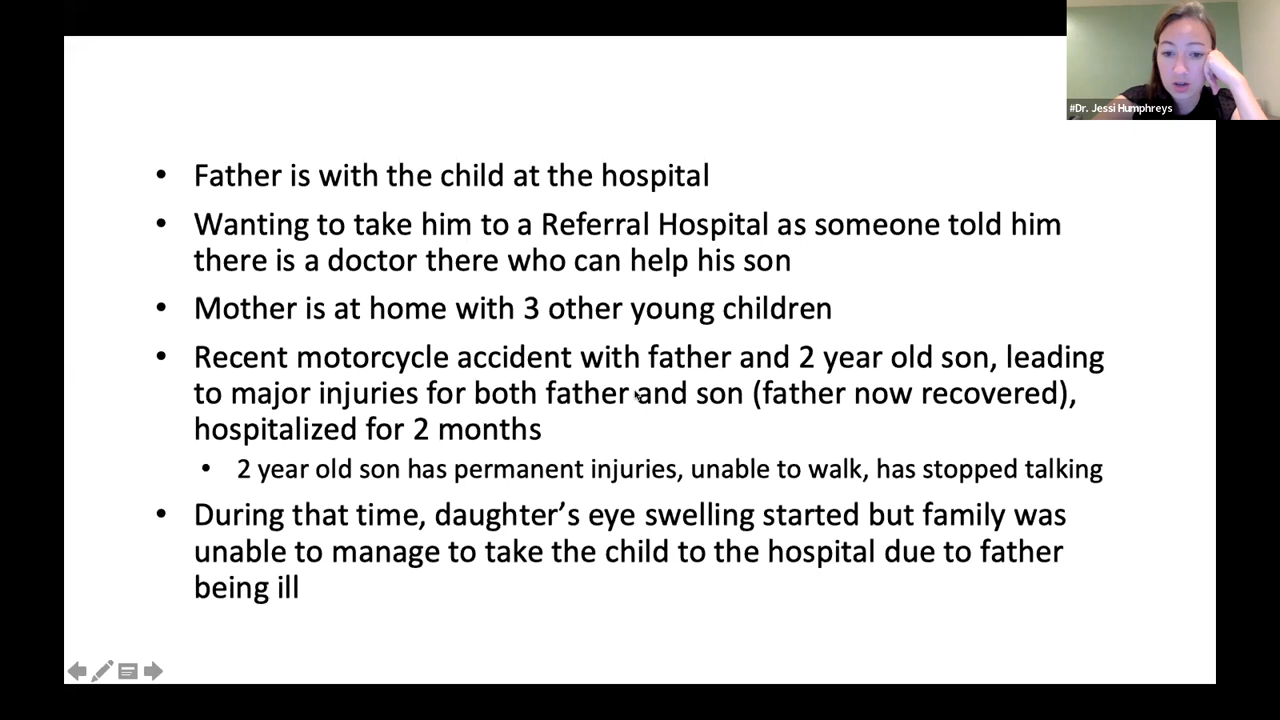 #Dr. Jessi Humphreys
• Father is with the child at the hospital
• Wanting to take him to a Referral Hospital as someone told him
there is a doctor there who can help his son
• Mother is at home with 3 other young children
• Recent motorcycle accident with father and 2 year old son, leading
to major injuries for both father and son (father now recovered),
hospitalized for 2 months
• 2 year old son has permanent injuries, unable to walk, has stopped talking
• During that time, daughter’s eye swelling started but family was
unable to manage to take the child to the hospital due to father
being ill